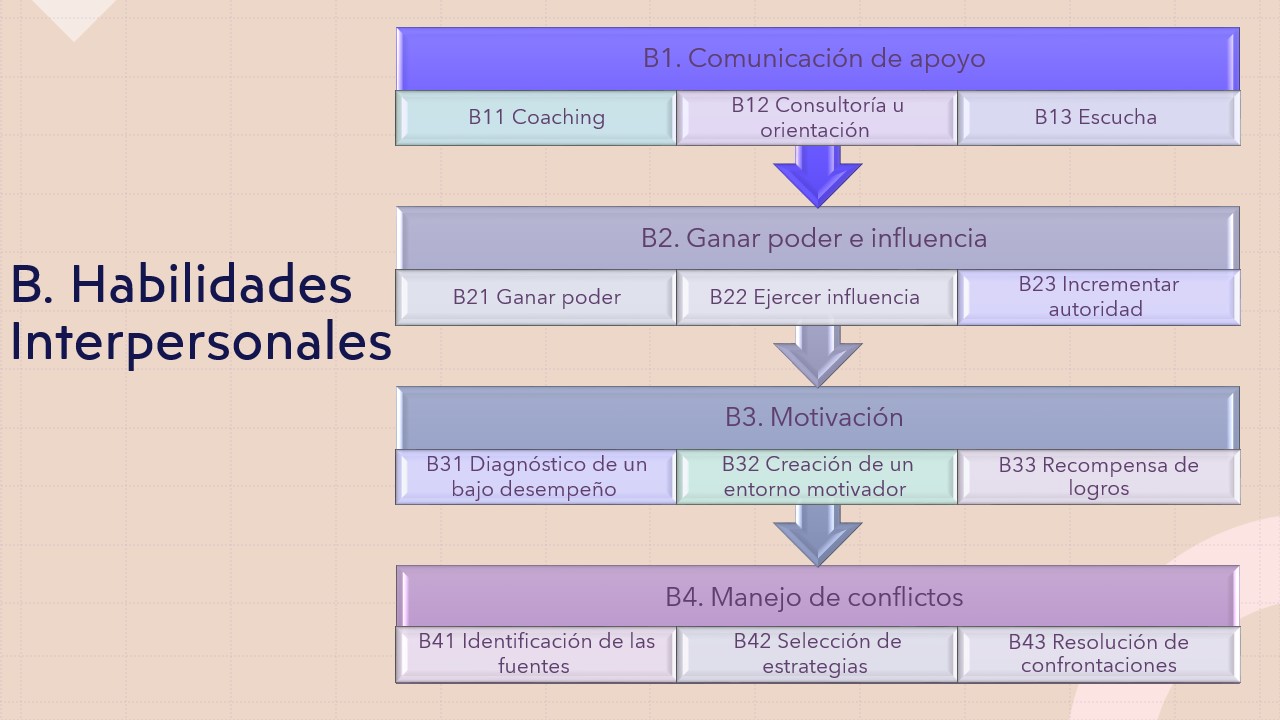 B. Habilidades
Interpersonales
B1. Comunicación de apoyo
B11 Coaching
B12 Consultoría u
orientación
B13 Escucha
B2. Ganar poder e influencia
B21 Ganar poder
B22 Ejercer influencia
B23 Incrementar
autoridad
B3. Motivación
B31 Diagnóstico de un
bajo desempeño
B32 Creación de un
entorno motivador
B33 Recompensa de
logros
B4. Manejo de conflictos
B41 Identificación de las
fuentes
B42 Selección de
estrategias
B43 Resolución de
confrontaciones